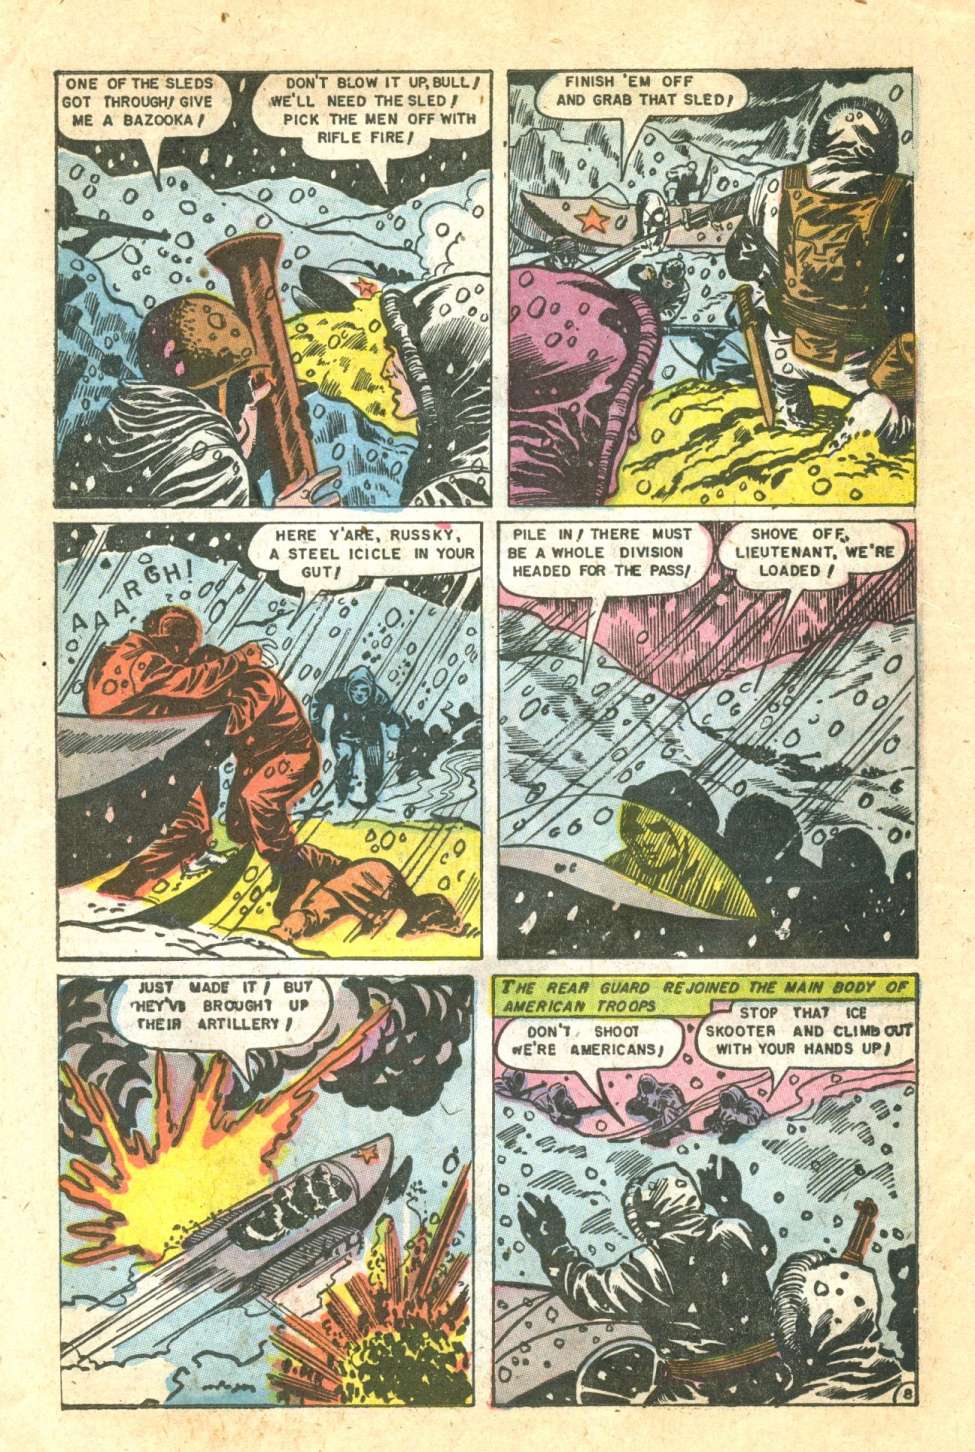 ONE OF THE SLEDS
GOT THROUGH! GIVE
ME A BAZOOKA!
DON'T BLOW IT UP, BULL!
WE'LL NEED THE SLED!
PICK THE MEN OFF WITH
RIFLE FIRE!
FINISH 'EM OFF
AND GRAB THAT SLED!
AAAARGH!
HERE Y'ARE, RUSSKY,
A STEEL ICICLE IN YOUR
GUT!
PILE IN! THERE MUST
BE A WHOLE DIVISION
HEADED FOR THE PASS!
SHOVE OFF,
LIEUTENANT, WE'RE
LOADED!
JUST MADE IT! BUT
THEY'VE BROUGHT UP
THEIR ARTILLERY!
THE REAR GUARD REJOINED THE MAIN BODY OF
AMERICAN TROOPS
DON'T SHOOT
WE'RE AMERICANS!
STOP THAT ICE
SKOOTER AND CLIMB OUT
WITH YOUR HANDS UP!
8